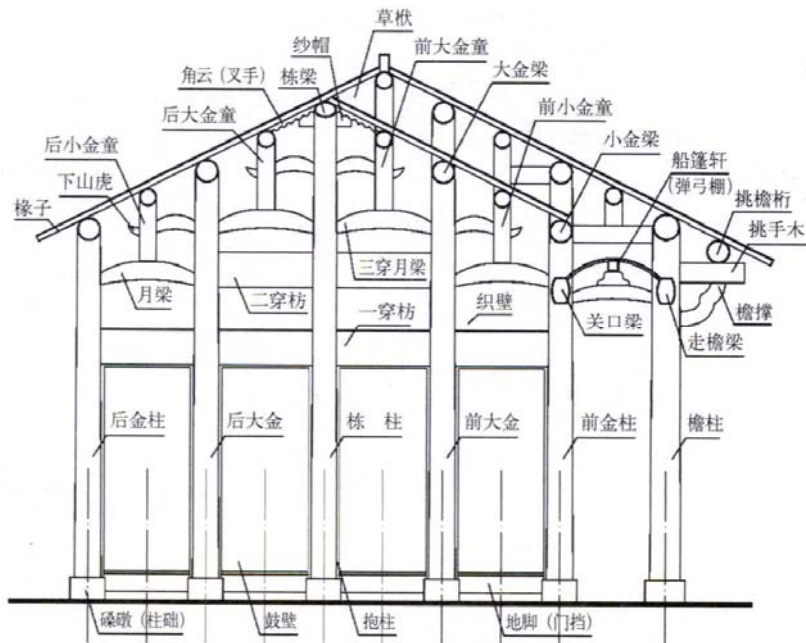 草栿
纱帽
前大金童
角云（叉手）
栋梁
大金梁
后大金童
前小金童
后小金童
小金梁
船篷轩
（弹弓棚）
下山虎
挑檐桁
椽子
挑手木
三穿月梁
月梁
二穿枋
织壁
檐撑
一穿枋
关口梁
走檐梁
后金柱
后大金
栋 柱
前大金
前金柱
檐柱
磉墩（柱础）
鼓壁
抱柱
地脚（门挡）